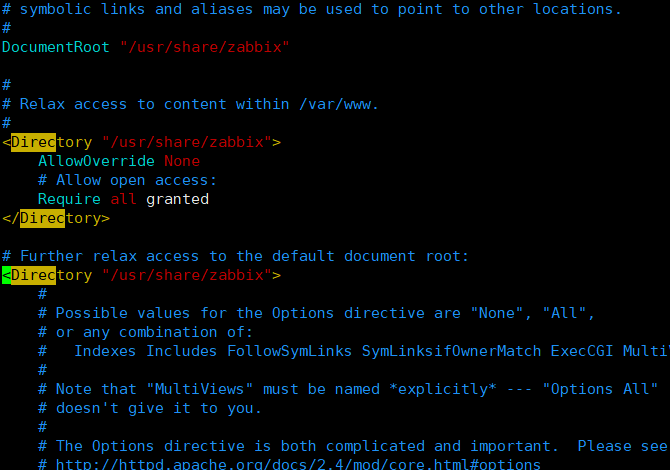 # symbolic links and aliases may be used to point to other locations.
#
DocumentRoot "/usr/share/zabbix"
#
# Relax access to content within /var/www.
#
<Directory "/usr/share/zabbix">
    AllowOverride None
    # Allow open access:
    Require all granted
</Directory>
# Further relax access to the default document root:
<Directory "/usr/share/zabbix">
    #
    # Possible values for the Options directive are "None", "All",
    # or any combination of:
    #   Indexes Includes FollowSymLinks SymLinksifOwnerMatch ExecCGI Multi
    #
    # Note that "MultiViews" must be named *explicitly* --- "Options All"
    # doesn't give it to you.
    #
    # The Options directive is both complicated and important.  Please see
    # http://httpd.apache.org/docs/2.4/mod/core.html#options